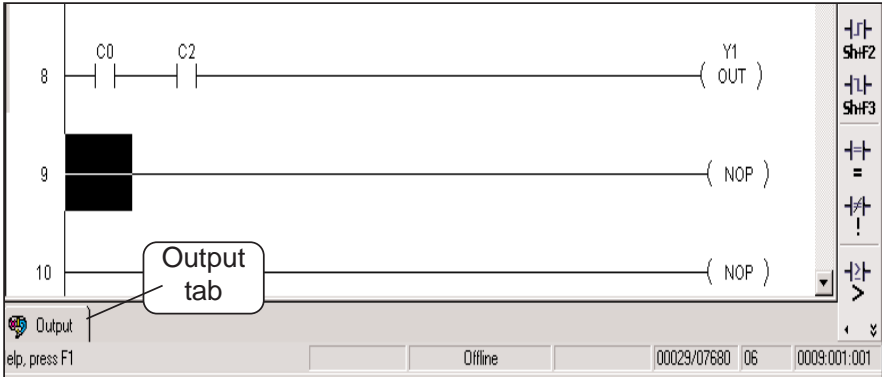 C0 C2 Y1
8 ( OUT )
9 ( NOP )
10 ( NOP )
Output
tab
Output
elp, press F1 Offline 00029/07680 06 0009:001:001
Sh+F2
Sh+F3
=
!
>